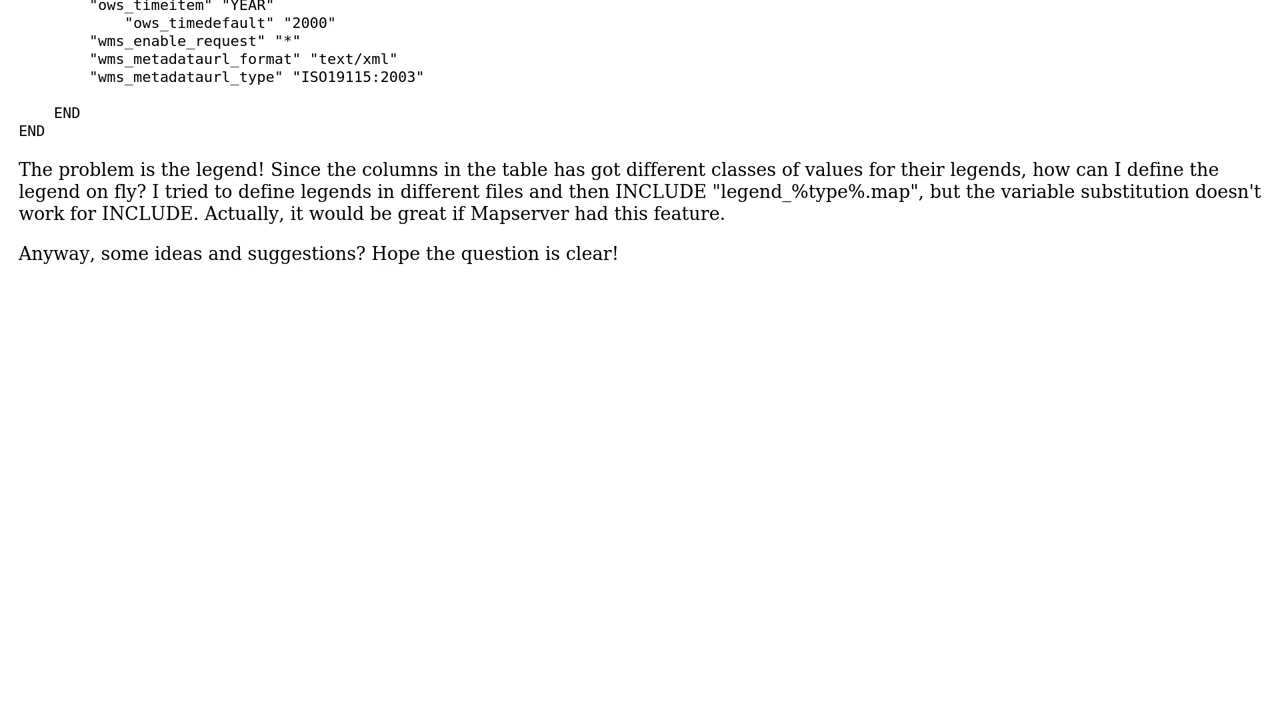 "ows_timeitem" "YEAR"
"ows_timedefault" "2000"
"wms_enable_request" "*"
"wms_metadataurl_format" "text/xml"
"wms_metadataurl_type" "ISO19115:2003"
END
END
The problem is the legend! Since the columns in the table has got different classes of values for their legends, how can I define the
legend on fly? I tried to define legends in different files and then INCLUDE "legend_%type%.map", but the variable substitution doesn't
work for INCLUDE. Actually, it would be great if Mapserver had this feature.
Anyway, some ideas and suggestions? Hope the question is clear!